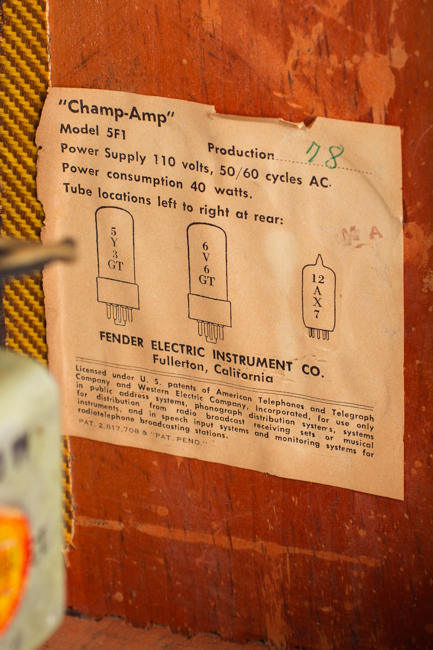 "Champ-Amp"
Model 5F1
Production 78
Power Supply 110 volts, 50/60 cycles AC.
Power consumption 40 watts.
Tube locations left to right at rear:
5
Y
3
GT
6
V
6
GT
12
A
X
7
FENDER ELECTRIC INSTRUMENT CO.
Fullerton, California
Licensed under U. S. patents of American Telephones and Telegraph
Company and Western Electric Company, Incorporated, for use only
in public address systems, phonograph distribution systems, systems
for distribution from radio broadcast receiving sets or musical
instruments, and in speech input systems and monitoring systems for
radiotelephone broadcasting stations.
PAT. 2,817,708 & "PAT. PEND."